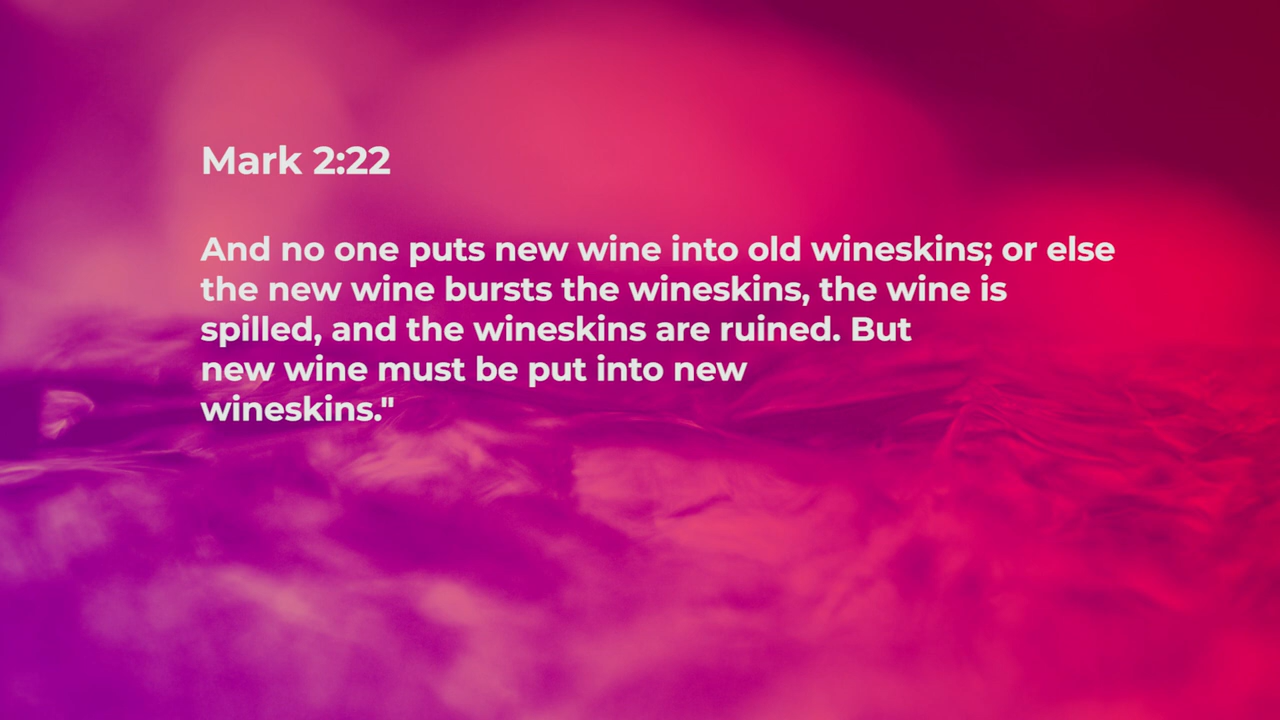 Mark 2:22
And no one puts new wine into old wineskins; or else
the new wine bursts the wineskins, the wine is
spilled, and the wineskins are ruined. But
new wine must be put into new
wineskins."